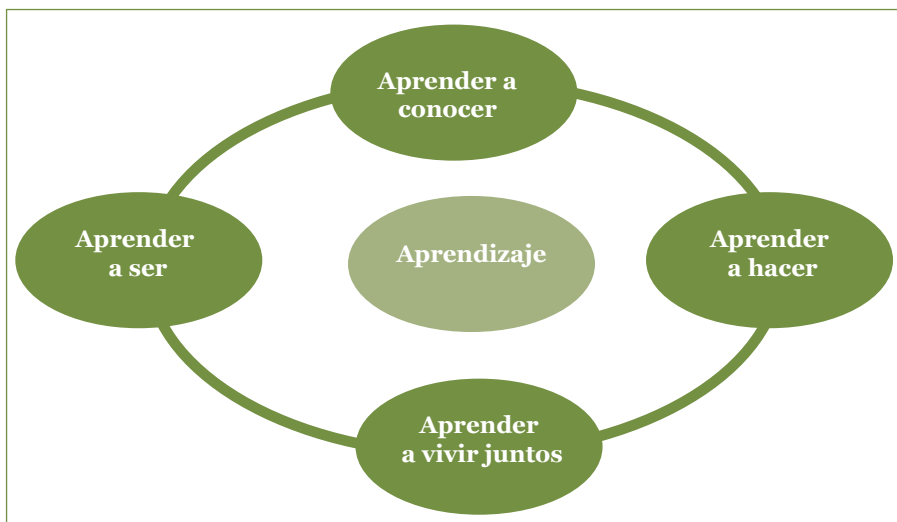 Aprender a
conocer
Aprender
a ser
Aprendizaje
Aprender
a hacer
Aprender
a vivir juntos